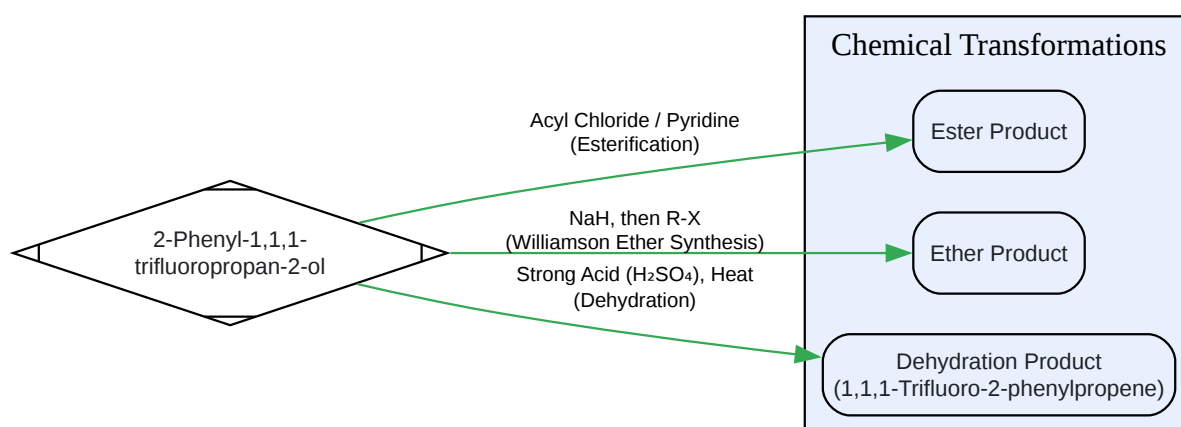 Chemical Transformations
Acyl Chloride / Pyridine
(Esterification)
Ester Product
2-Phenyl-1,1,1-
trifluoropropan-2-ol
NaH, then R-X
(Williamson Ether Synthesis)
Ether Product
Strong Acid (H₂SO₄), Heat
(Dehydration)
Dehydration Product
(1,1,1-Trifluoro-2-phenylpropene)